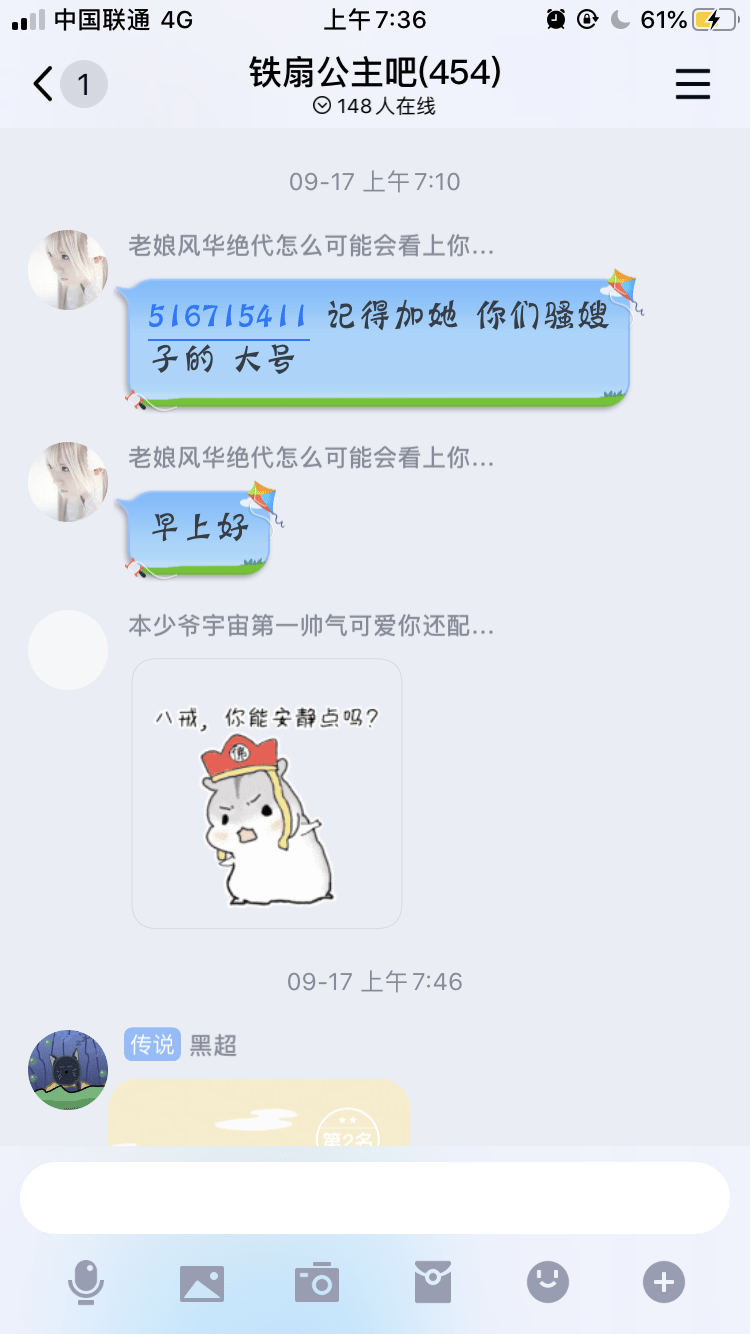 中国联通 4G 上午7:36 61%
1 铁扇公主吧(454)
148人在线
09-17 上午7:10
老娘风华绝代怎么可能会看上你...
516715411 记得加她 你们骚嫂
子的 大号
老娘风华绝代怎么可能会看上你...
早上好
本少爷宇宙第一帅气可爱你还配...
八戒，你能安静点吗？
佛
09-17 上午7:46
传说 黑超
第2名